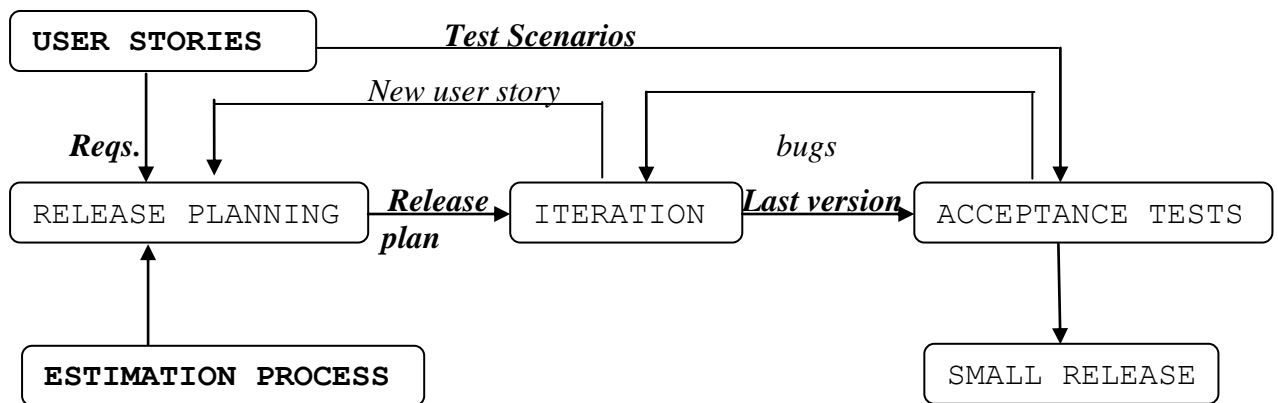 USER STORIES
Test Scenarios
New user story
Reqs.
bugs
RELEASE PLANNING
Release
plan
ITERATION
Last version
ACCEPTANCE TESTS
ESTIMATION PROCESS
SMALL RELEASE